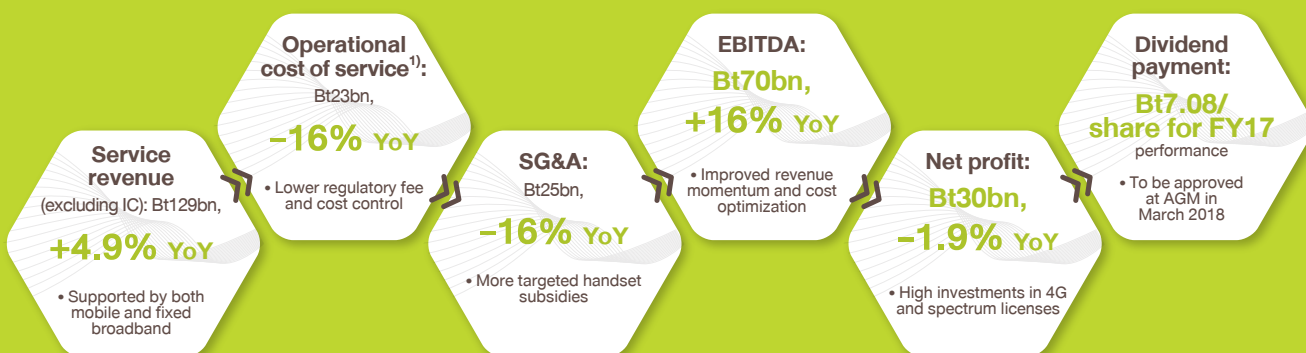 Service
revenue
(excluding IC): Bt129bn,
+4.9% YoY
• Supported by both
mobile and fixed
broadband
Operational
cost of service1):
Bt23bn,
–16% YoY
• Lower regulatory fee
and cost control
SG&A:
Bt25bn,
–16% YoY
• More targeted handset
subsidies
EBITDA:
Bt70bn,
+16% YoY
• Improved revenue
momentum and cost
optimization
Net profit:
Bt30bn,
–1.9% YoY
• High investments in 4G
and spectrum licenses
Dividend
payment:
Bt7.08/
share for FY17
performance
• To be approved
at AGM in
March 2018